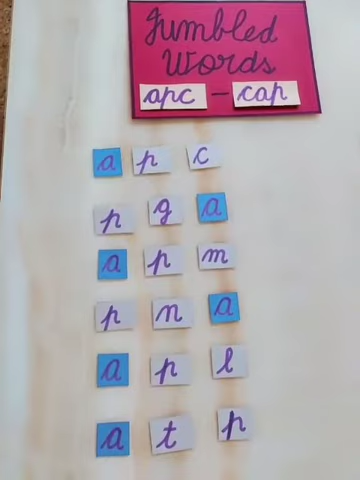 Jumbled
Words
apc - cap
a p c
p g a
a p m
p n a
a p l
a t p